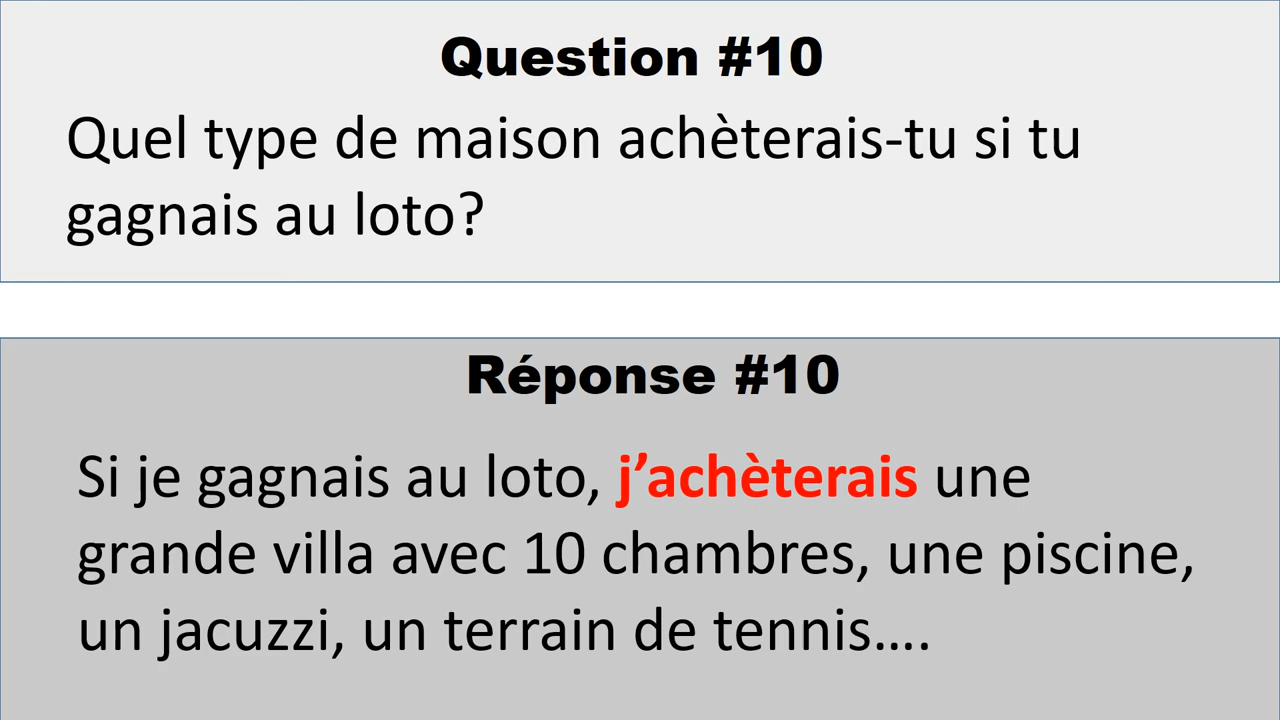 Question #10
Quel type de maison achèterais-tu si tu
gagnais au loto?
Réponse #10
Si je gagnais au loto, j’achèterais une
grande villa avec 10 chambres, une piscine,
un jacuzzi, un terrain de tennis….